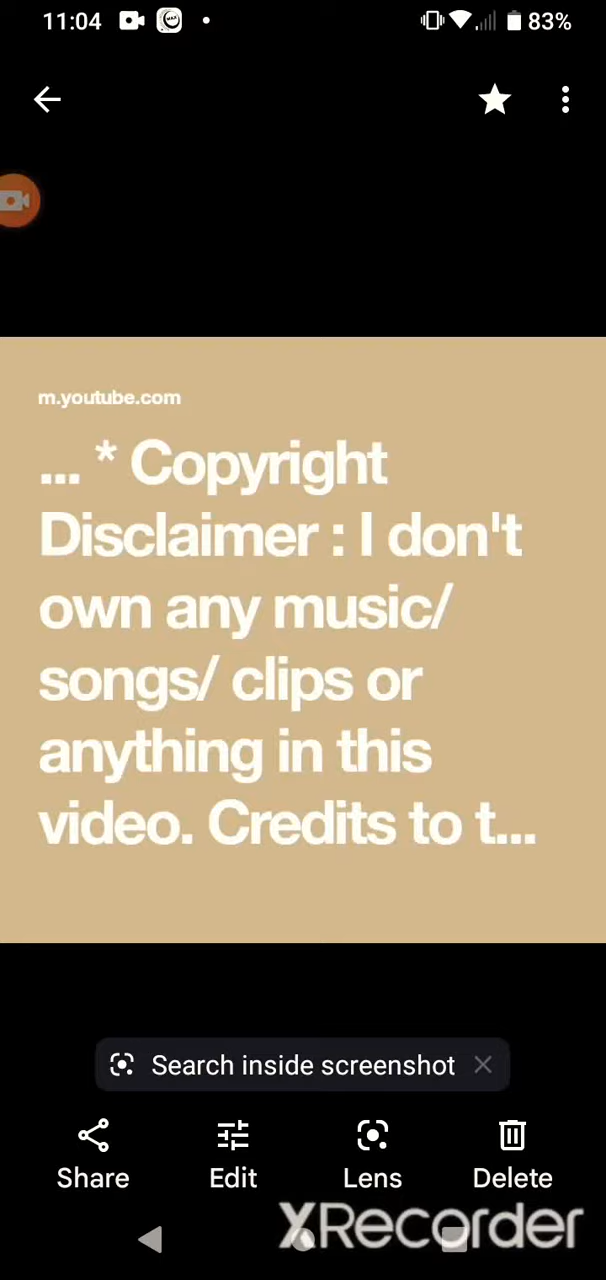 11:04
83%
m.youtube.com
... * Copyright
Disclaimer : I don't
own any music/
songs/ clips or
anything in this
video. Credits to t...
Search inside screenshot
Share Edit Lens Delete
XRecorder